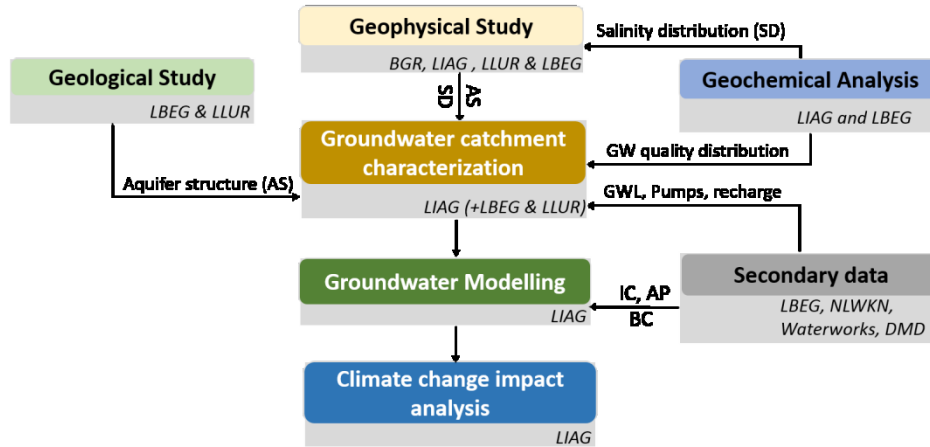 Geophysical Study
BGR, LIAG , LLUR & LBEG
Salinity distribution (SD)
Geological Study
LBEG & LLUR
Geochemical Analysis
LIAG and LBEG
SD
AS
Groundwater catchment
characterization
LIAG (+LBEG & LLUR)
Aquifer structure (AS)
GW quality distribution
GWL, Pumps, recharge
Secondary data
LBEG, NLWKN,
Waterworks, DMD
Groundwater Modelling
LIAG
IC, AP
BC
Climate change impact
analysis
LIAG